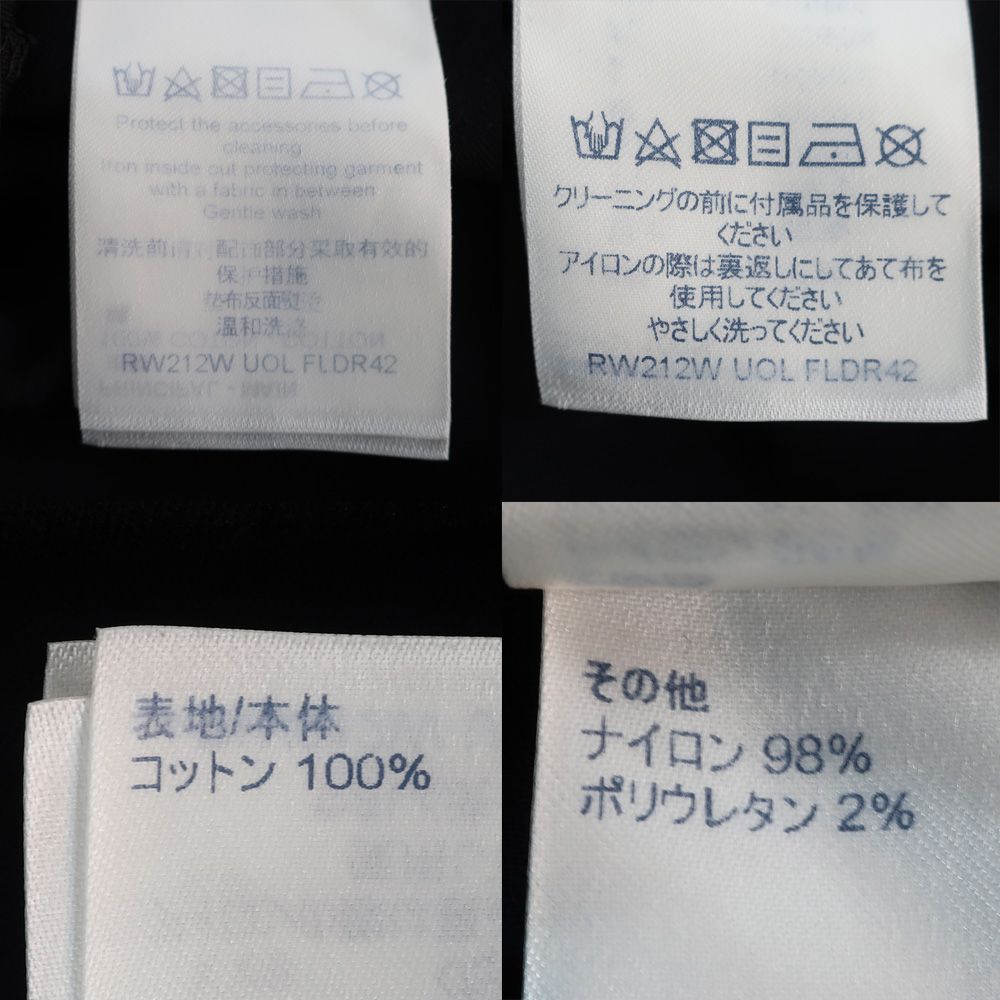 Protect the accessories before
cleaning
Iron inside out protecting garment
with a fabric in between
Gentle wash
清洗前请对配饰部分采取有效的
保护措施
垫布反面熨烫
温和洗涤
RW212W UOL FLDR42
クリーニングの前に付属品を保護して
ください
アイロンの際は裏返しにしてあて布を
使用してください
やさしく洗ってください
RW212W UOL FLDR42
表地/本体
コットン 100%
その他
ナイロン 98%
ポリウレタン 2%